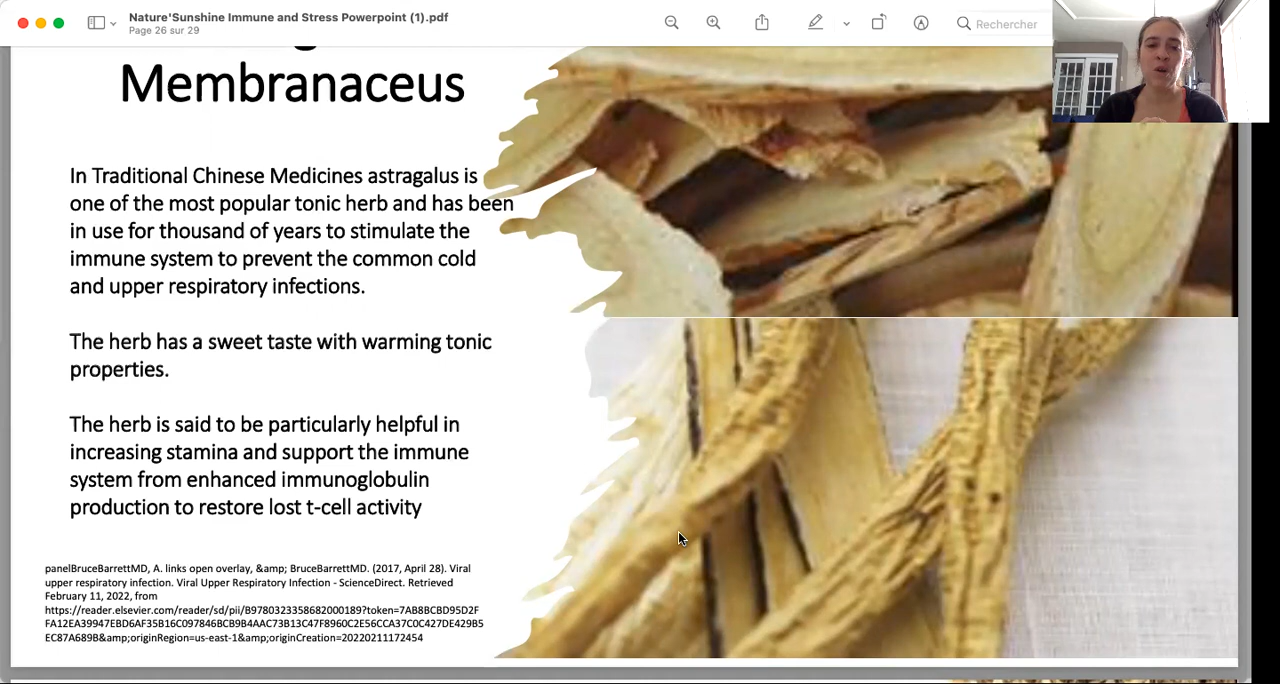 Nature'Sunshine Immune and Stress Powerpoint (1).pdf
Page 26 sur 29
Rechercher
Membranaceus
In Traditional Chinese Medicines astragalus is
one of the most popular tonic herb and has been
in use for thousand of years to stimulate the
immune system to prevent the common cold
and upper respiratory infections.
The herb has a sweet taste with warming tonic
properties.
The herb is said to be particularly helpful in
increasing stamina and support the immune
system from enhanced immunoglobulin
production to restore lost t-cell activity
panelBruceBarrettMD, A. links open overlay, &amp; BruceBarrettMD. (2017, April 28). Viral
upper respiratory infection. Viral Upper Respiratory Infection - ScienceDirect. Retrieved
February 11, 2022, from
https://reader.elsevier.com/reader/sd/pii/B9780323358682000189?token=7AB8BCBD95D2F
FA12EA39947EBD6AF35B16C097846BCB9B4AAC73B13C47F8960C2E56CCA37C0C427DE429B5
EC87A689B&amp;originRegion=us-east-1&amp;originCreation=20220211172454